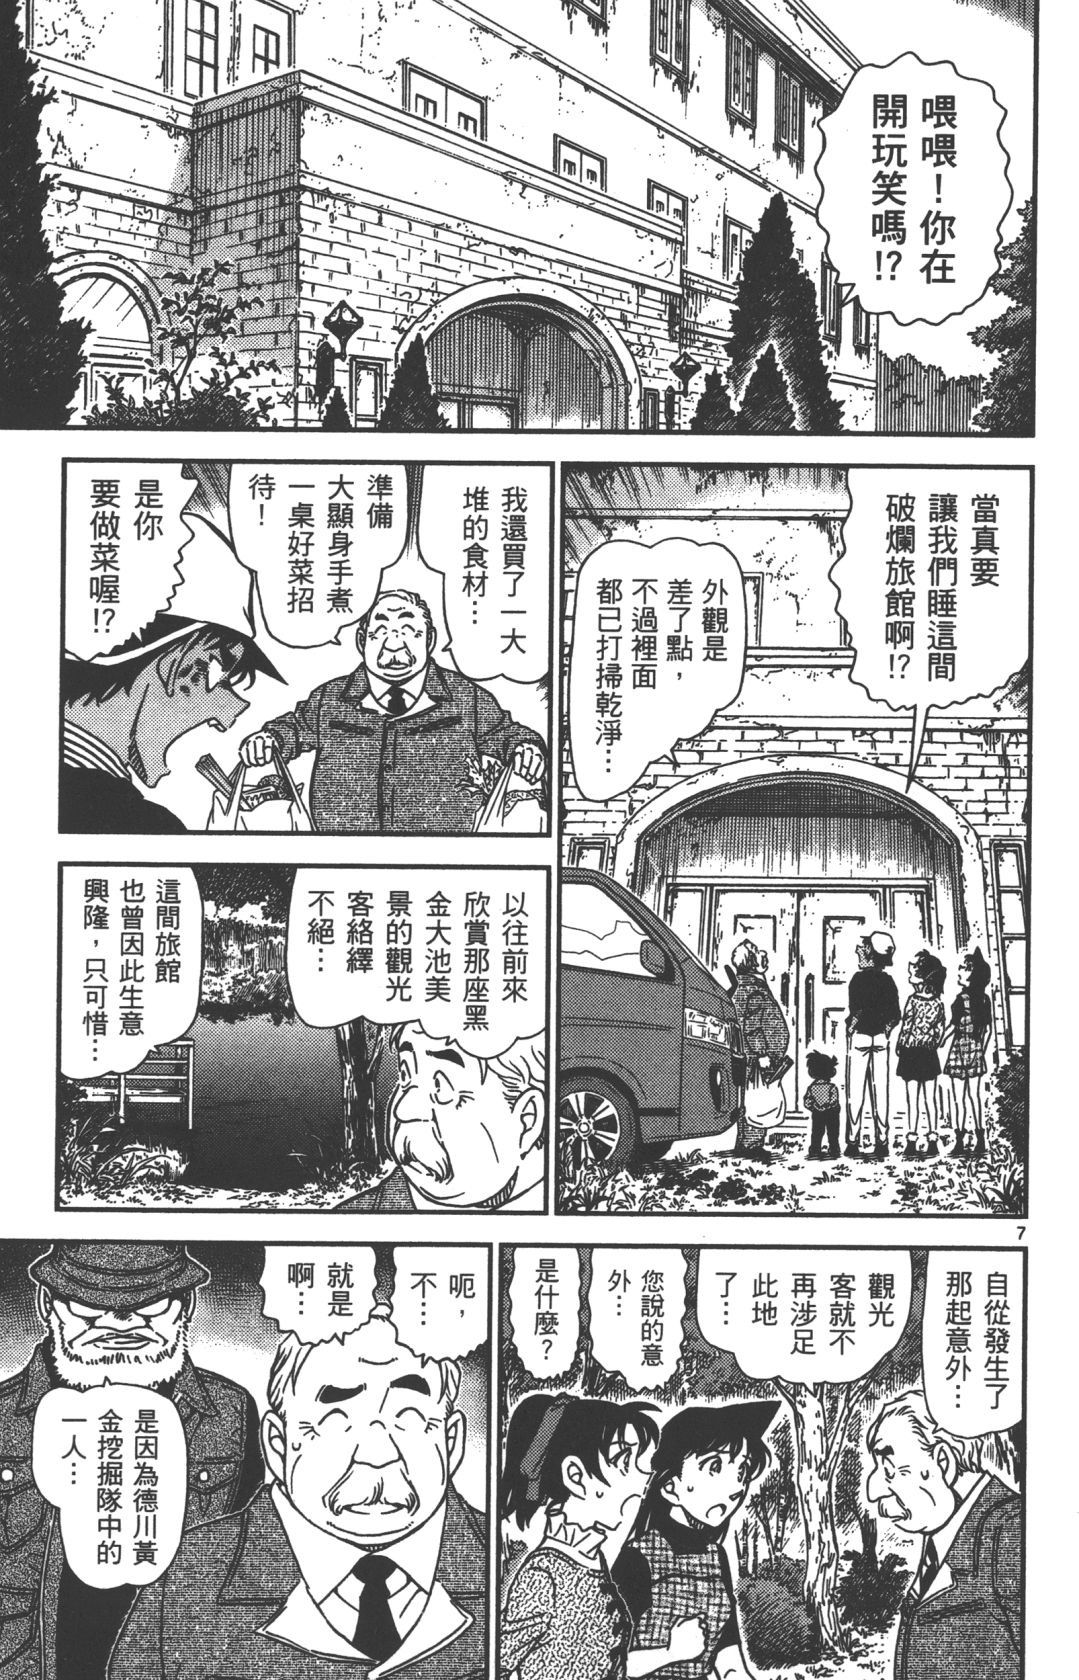 喂喂！你在
開玩笑嗎!?
當真要
讓我們睡這間
破爛旅館啊!?
外觀是
差了點，
不過裡面
都已打掃乾淨…
我還買了一大
堆的食材…
準備
大顯身手煮
一桌好菜招
待！
是你
要做菜喔!?
以往前來
欣賞那座黑
金大池美
景的觀光
客絡繹
不絕…
這間旅館
也曾因此生意
興隆，只可惜…
7
自從發生了
那起意外…
觀光
客就不
再涉足
此地
了…
您說的意
外…
是什麼？
呃，
不…
就是
啊…
是因為德川黃
金挖掘隊中的
一人…